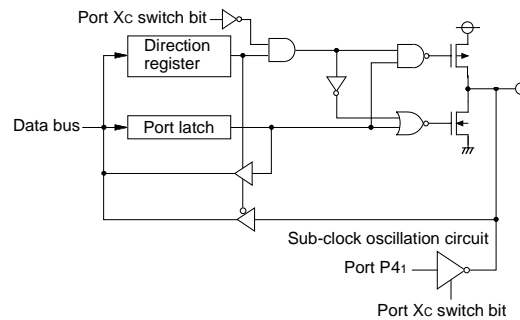 Port XC switch bit
Direction
register
Data bus
Port latch
Sub-clock oscillation circuit
Port P41
Port XC switch bit